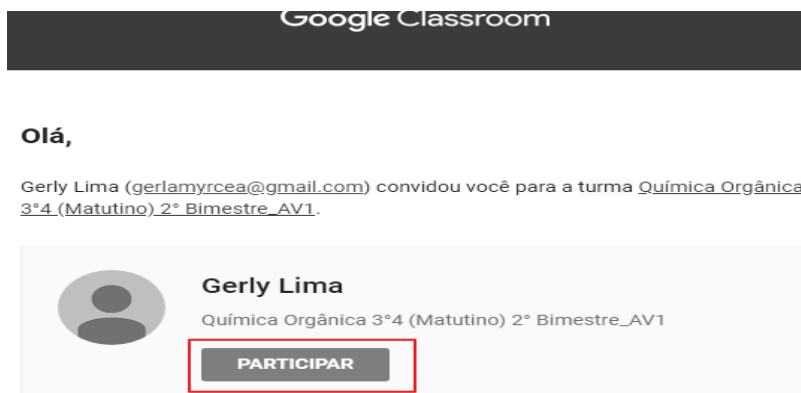 Google Classroom
Olá,
Gerly Lima (gerlamyrcea@gmail.com) convidou você para a turma Química Orgânica
3°4 (Matutino) 2° Bimestre_AV1.
Gerly Lima
Química Orgânica 3°4 (Matutino) 2° Bimestre_AV1
PARTICIPAR